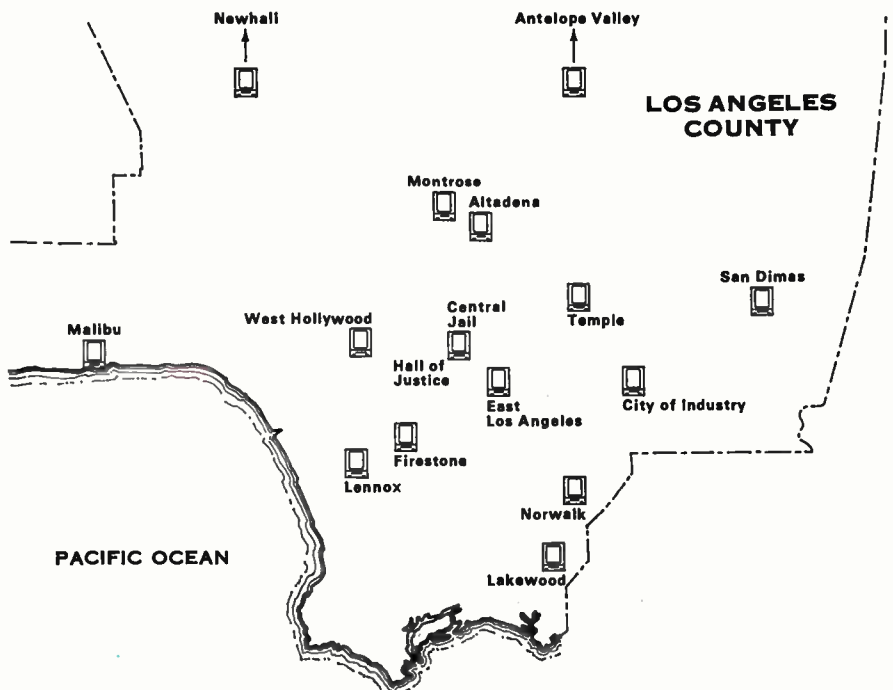 Newhall
Antelope Valley
LOS ANGELES
COUNTY
Montrose
Altadena
San Dimas
Central
Jail
Temple
West Hollywood
Malibu
Hall of
Justice
East
Los Angeles
City of Industry
Firestone
Lennox
Norwalk
PACIFIC OCEAN
Lakewood